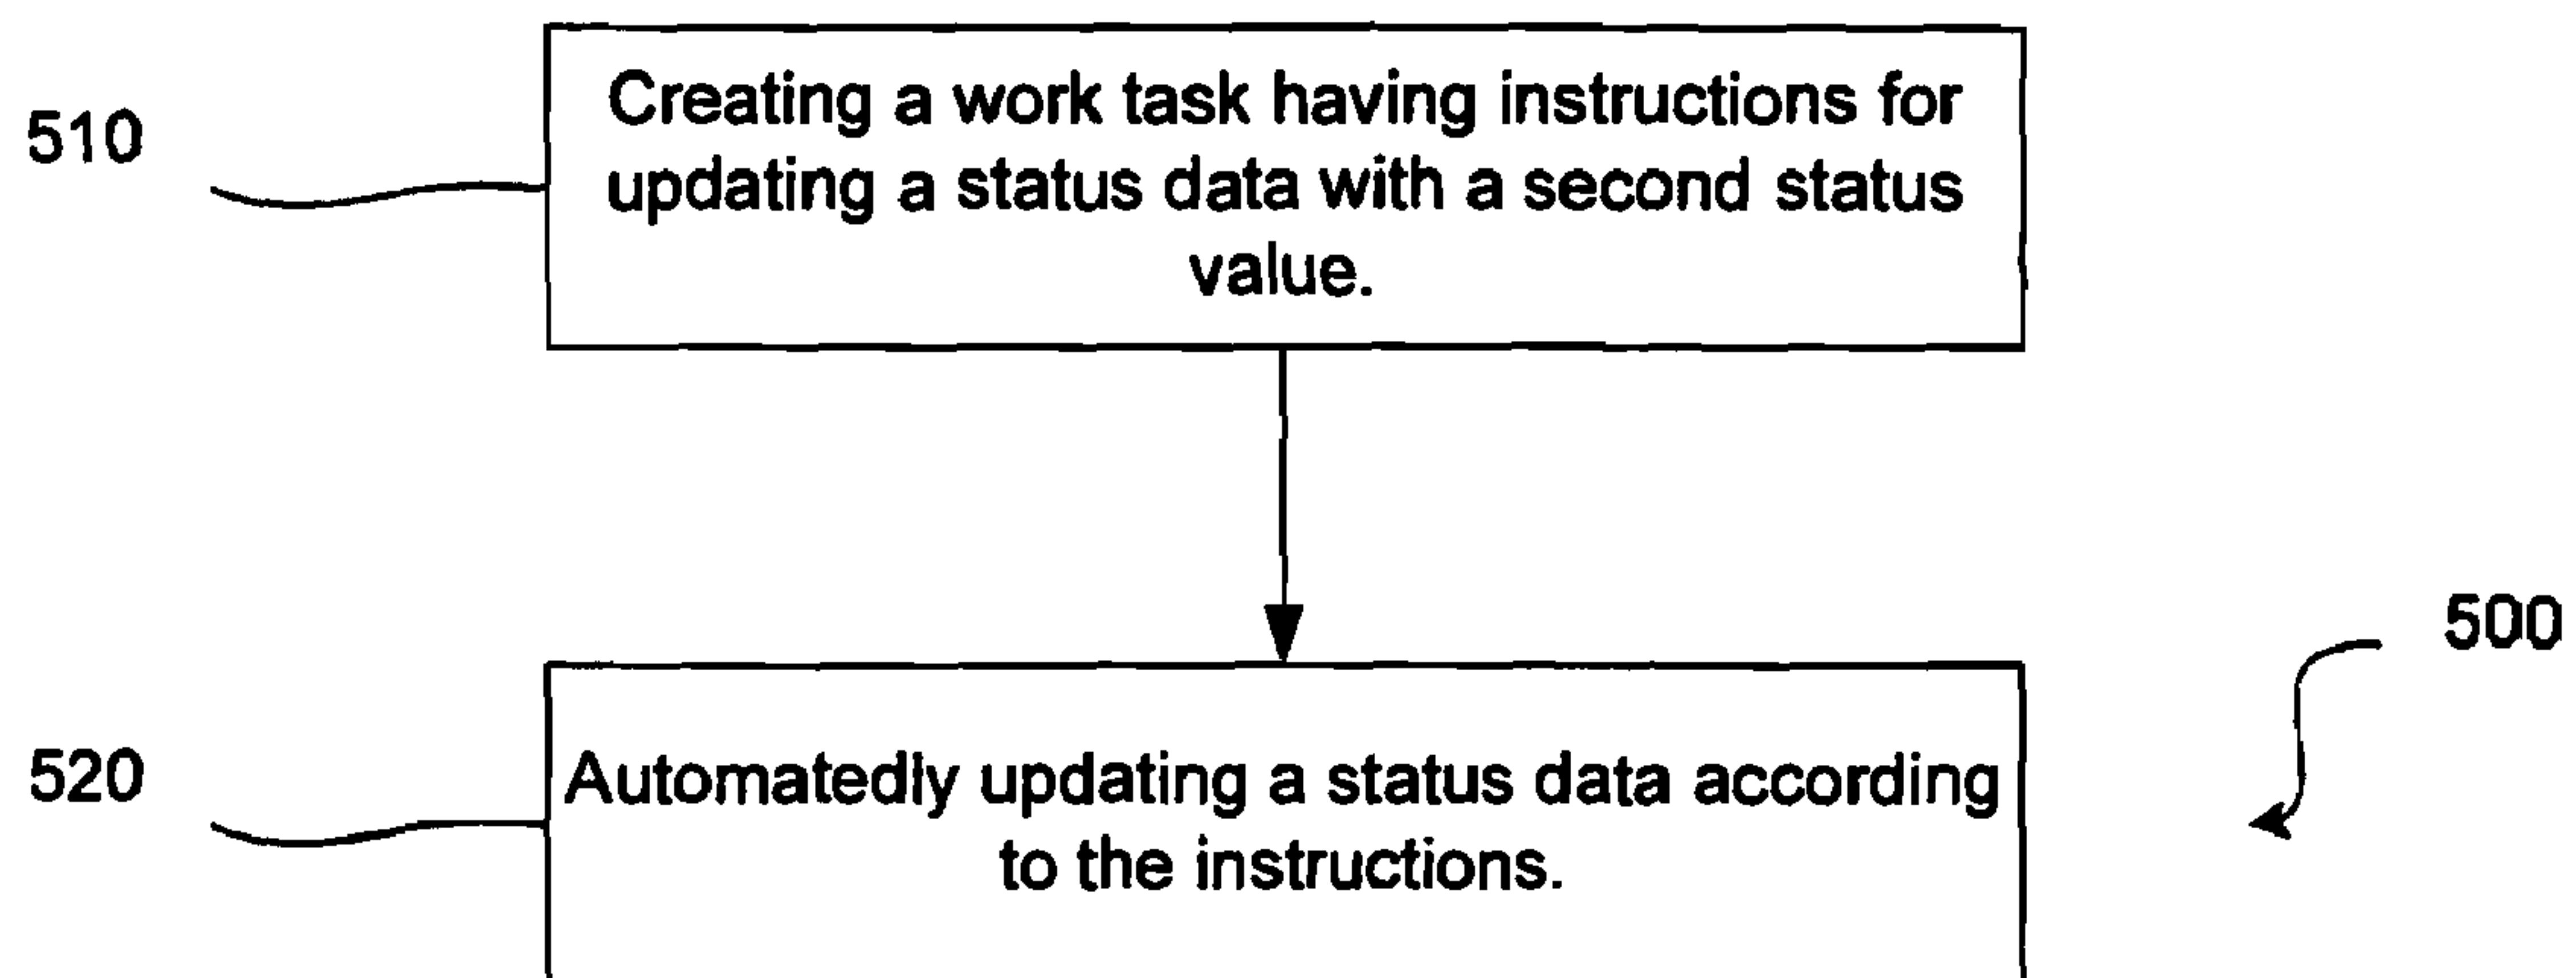 510
Creating a work task having instructions for
updating a status data with a second status
value.
500
520
Automatedly updating a status data according
to the instructions.